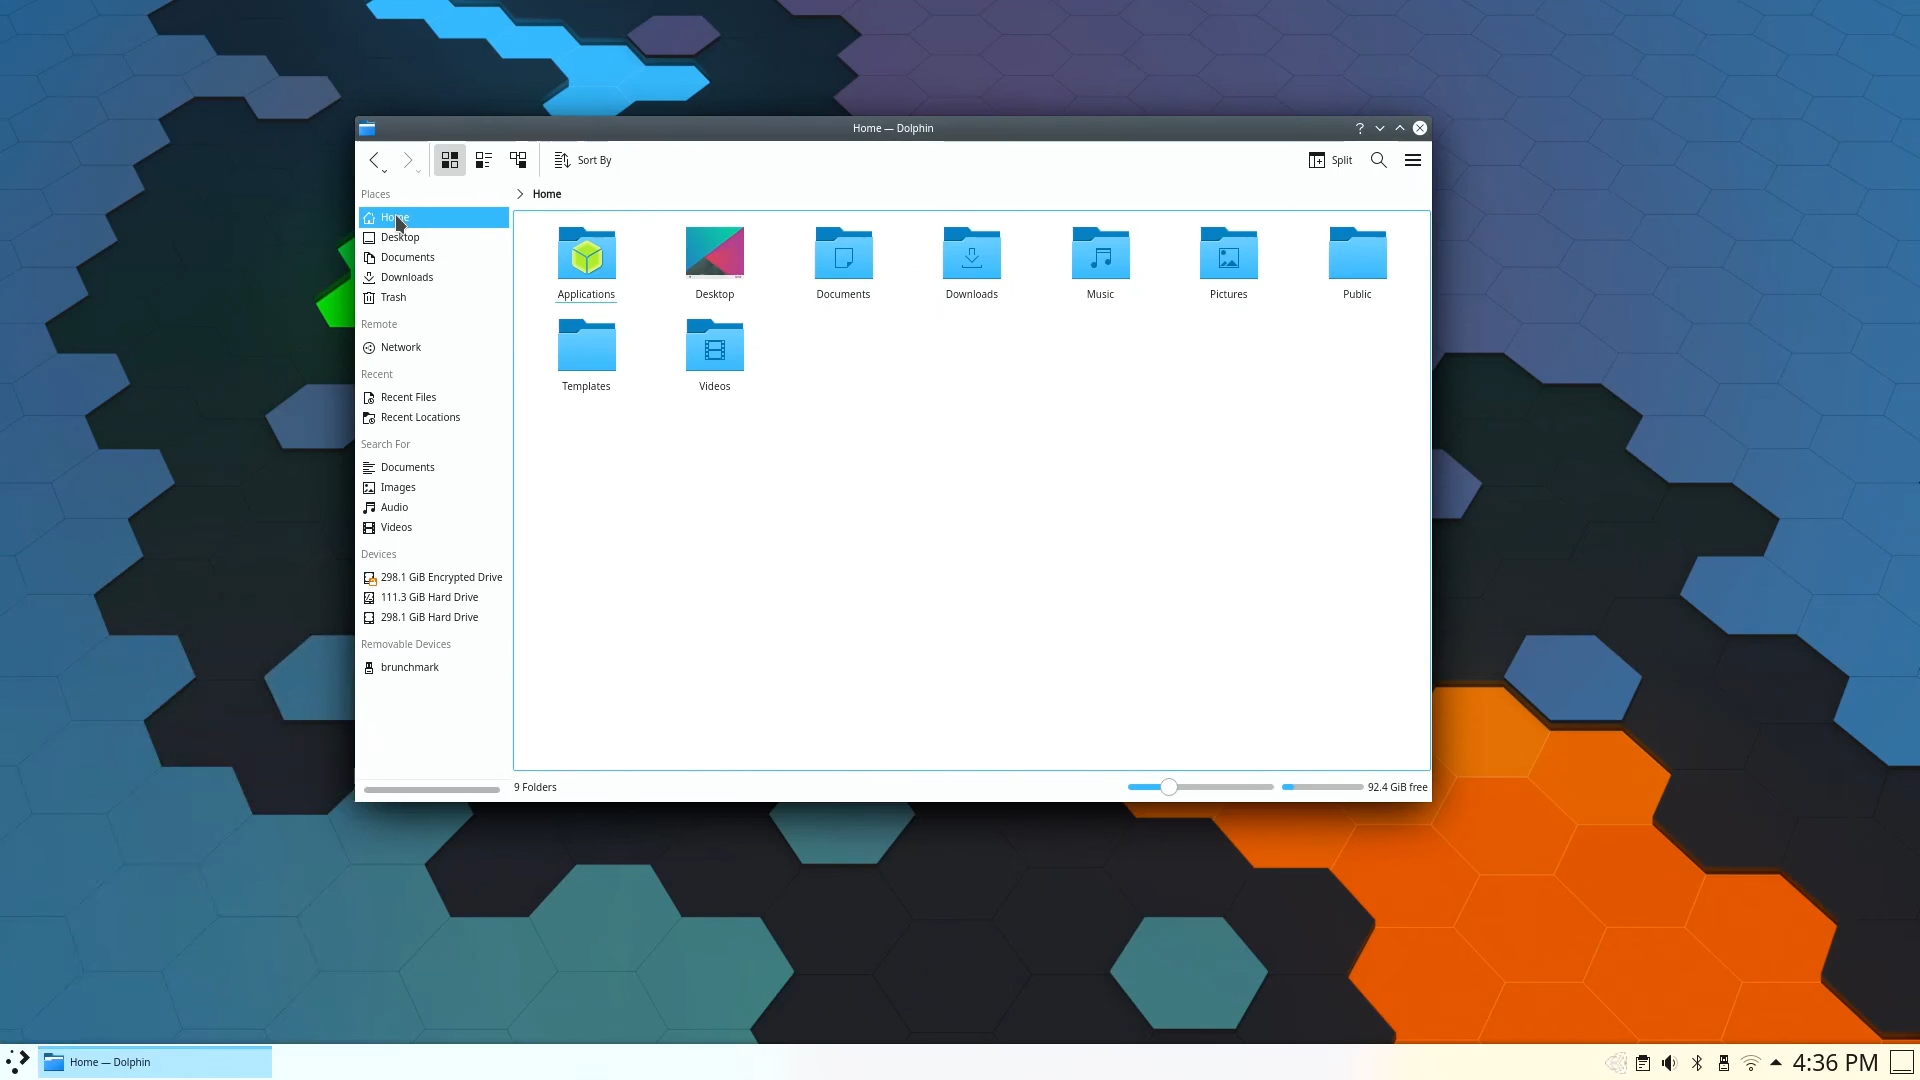 Home — Dolphin
Sort By
Split
Places
Home
Home
Desktop
Documents
Downloads
Trash
Remote
Network
Recent
Recent Files
Recent Locations
Search For
Documents
Images
Audio
Videos
Devices
298.1 GiB Encrypted Drive
111.3 GiB Hard Drive
298.1 GiB Hard Drive
Removable Devices
brunchmark
Applications
Desktop
Documents
Downloads
Music
Pictures
Public
Templates
Videos
9 Folders
92.4 GiB free
Home — Dolphin
4:36 PM